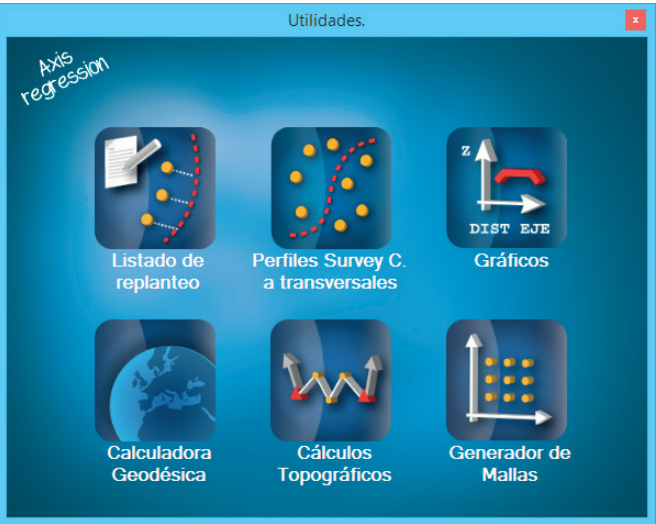 Utilidades.
x
Axis
regression
Listado de
replanteo
Perfiles Survey C.
a transversales
Z
DIST EJE
Gráficos
Calculadora
Geodésica
Cálculos
Topográficos
Generador de
Mallas